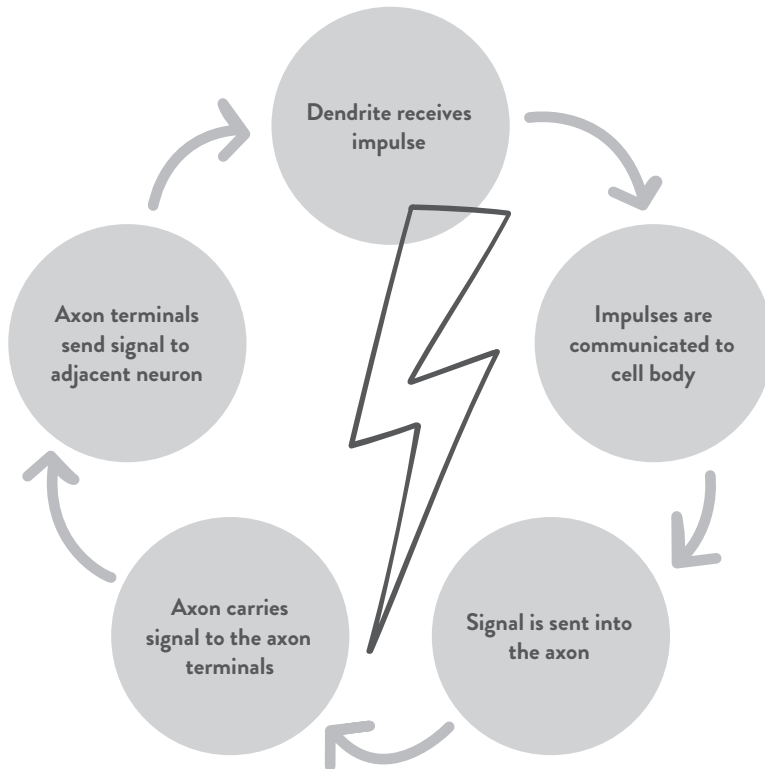 Dendrite receives
impulse
Impulses are
communicated to
cell body
Signal is sent into
the axon
Axon carries
signal to the axon
terminals
Axon terminals
send signal to
adjacent neuron